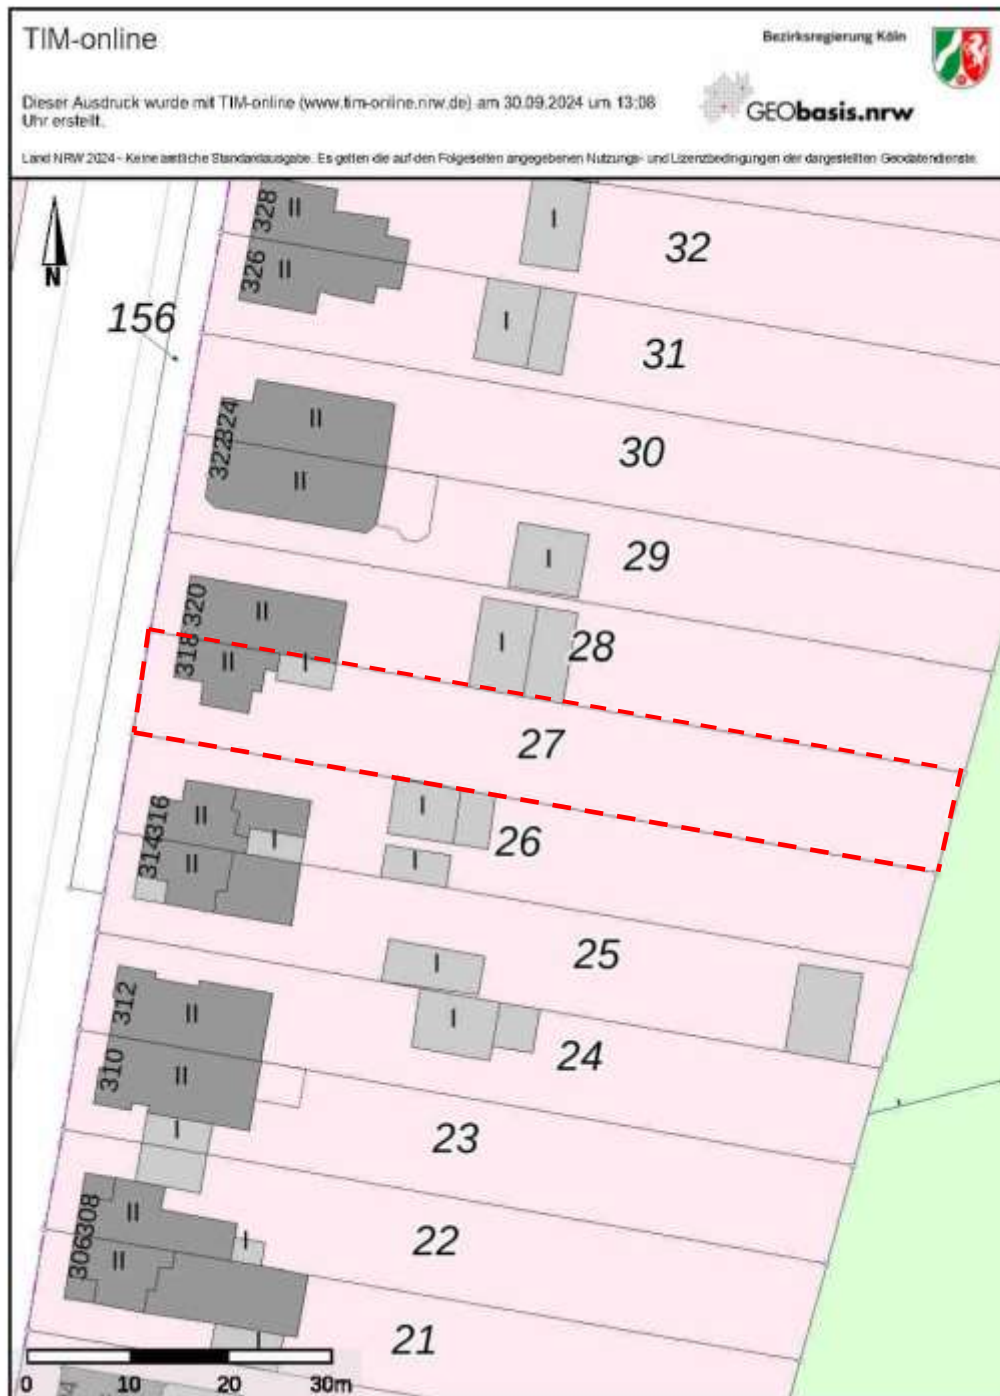 TIM-online
Bezirksregierung Köln
Dieser Ausdruck wurde mit TIM-online (www.tim-online.nrw.de) am 30.09.2024 um 13:08
Uhr erstellt.
GEObasis.nrw
Land NRW 2024 - Keine amtliche Standardausgabe. Es gelten die auf den Folgeseiten angegebenen Nutzungs- und Lizenzbedingungen der dargestellten Geodatendienste.
328
II
I
32
N
326
II
156
I
31
324
II
30
322
II
I
29
320
II
I
28
318
II
I
27
316
II
I
I
26
314
II
I
25
I
312
II
I
24
310
II
I
23
308
II
I
22
306
II
I
21
0 10 20 30m